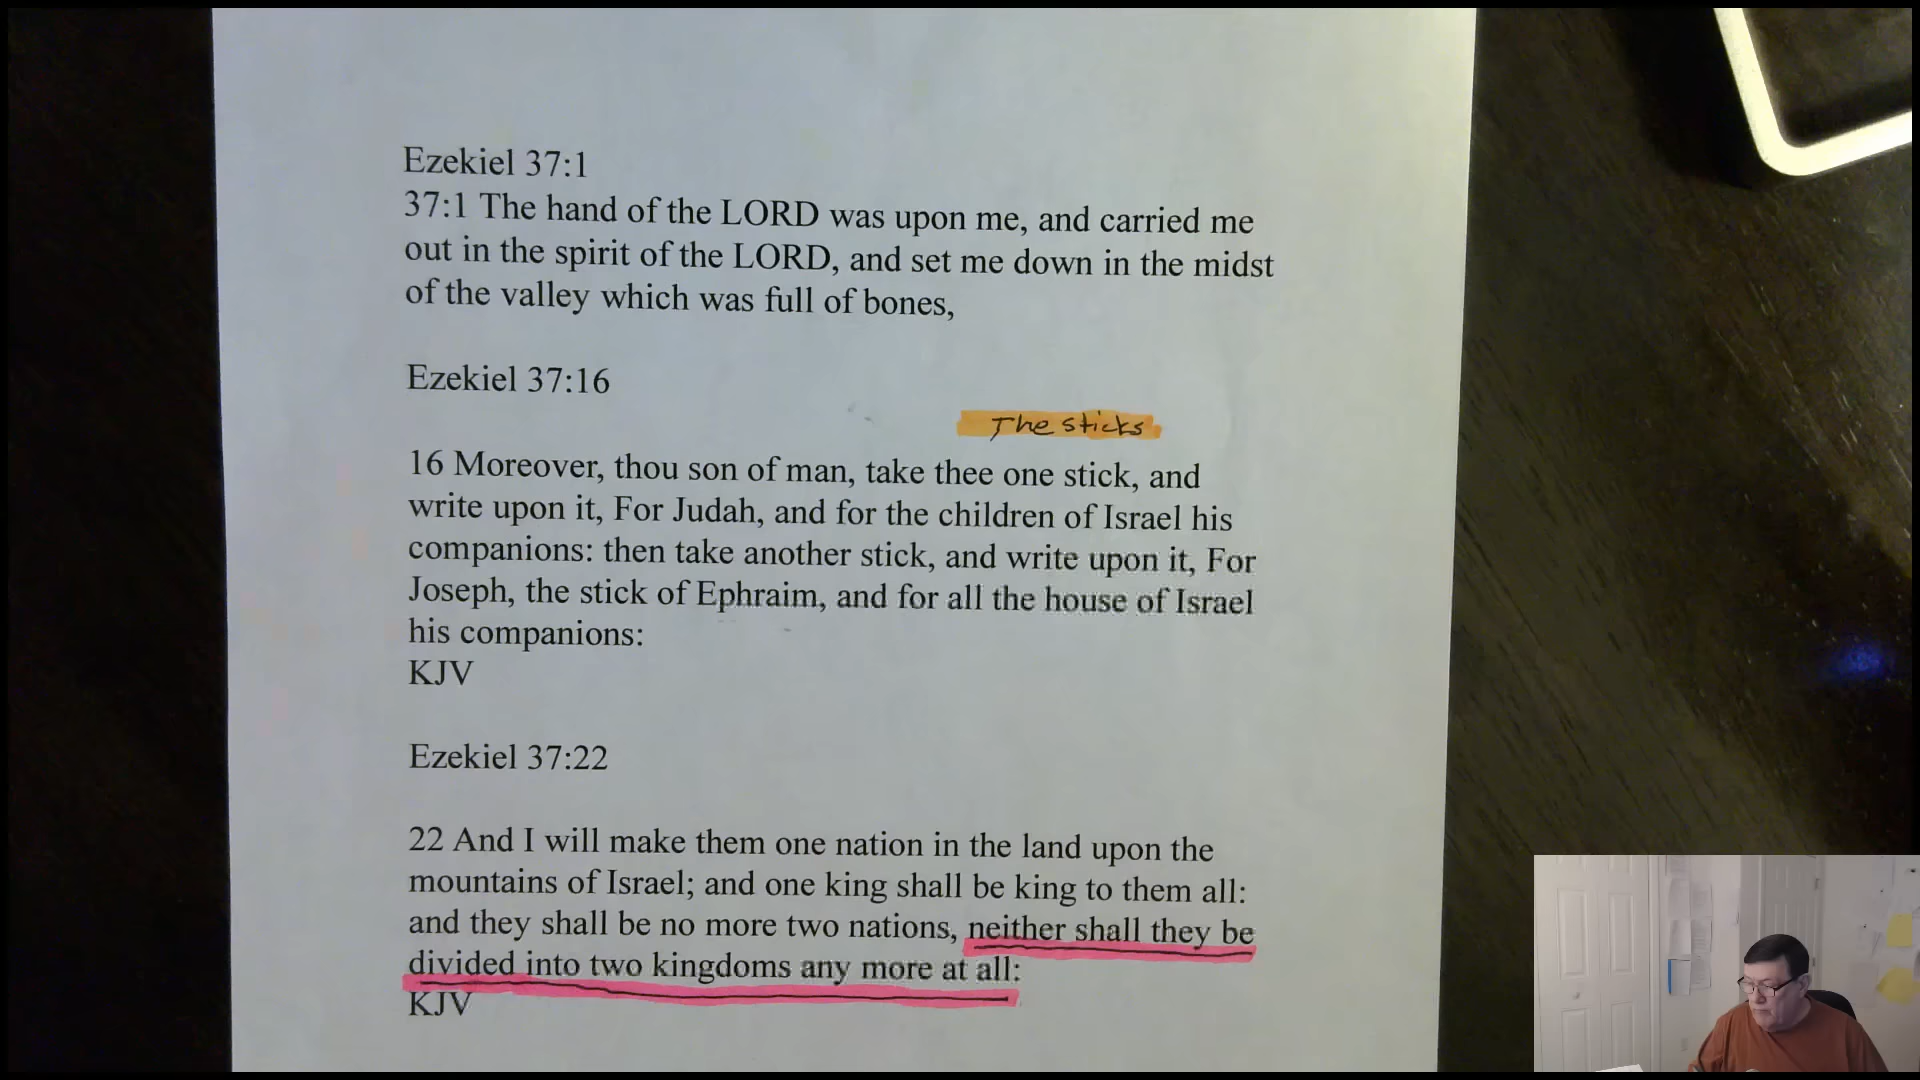 Ezekiel 37:1
37:1 The hand of the LORD was upon me, and carried me
out in the spirit of the LORD, and set me down in the midst
of the valley which was full of bones,
Ezekiel 37:16
The sticks
16 Moreover, thou son of man, take thee one stick, and
write upon it, For Judah, and for the children of Israel his
companions: then take another stick, and write upon it, For
Joseph, the stick of Ephraim, and for all the house of Israel
his companions:
KJV
Ezekiel 37:22
22 And I will make them one nation in the land upon the
mountains of Israel; and one king shall be king to them all:
and they shall be no more two nations, neither shall they be
divided into two kingdoms any more at all:
KJV